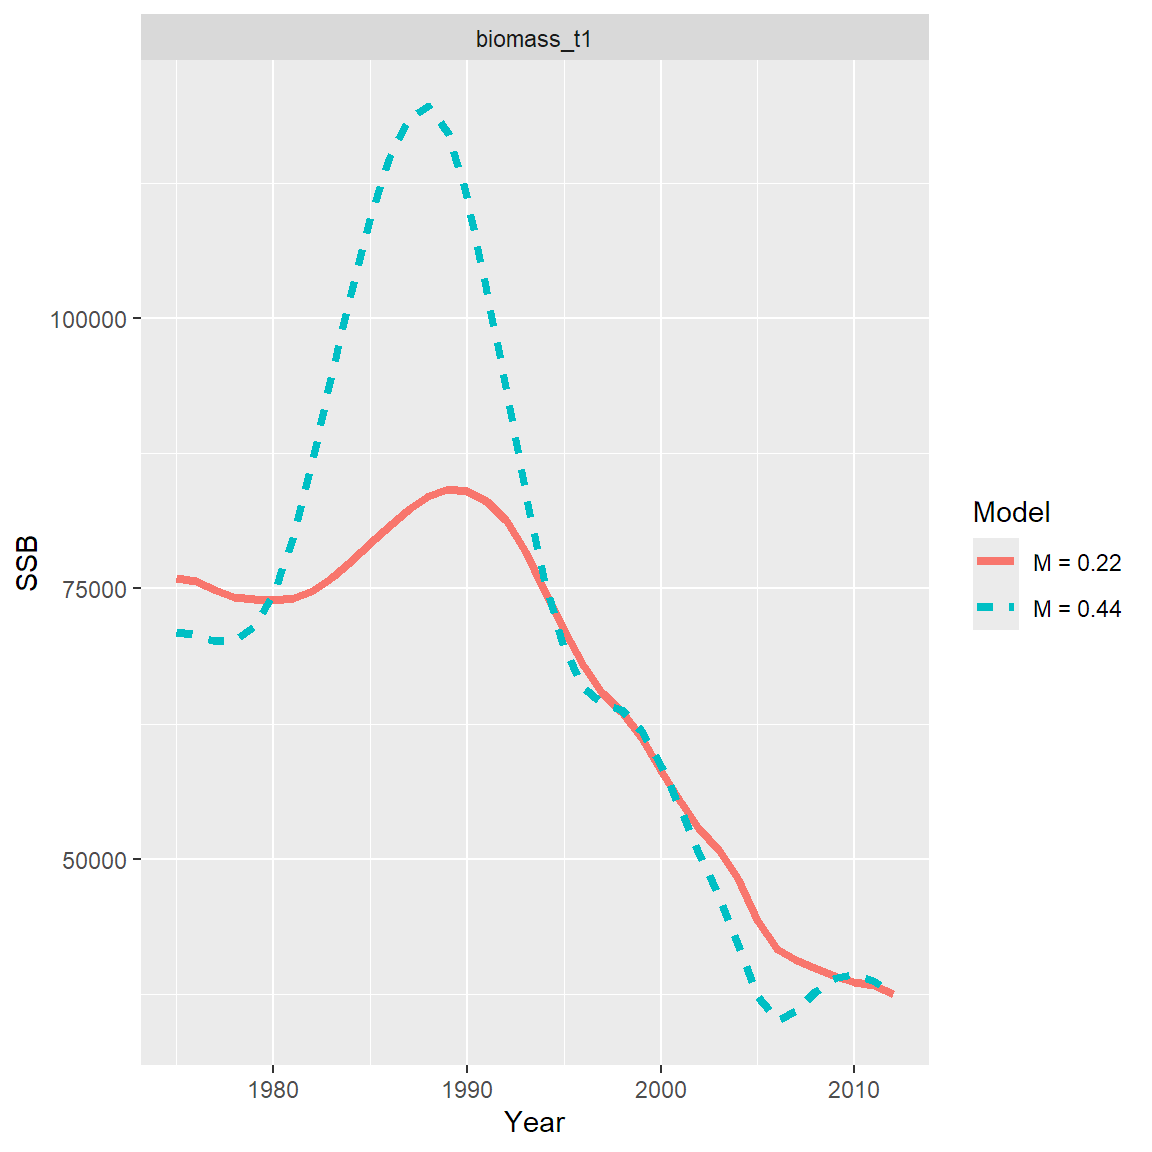 biomass_t1
100000
75000
50000
SSB
1980 1990 2000 2010
Year
Model
M = 0.22
M = 0.44